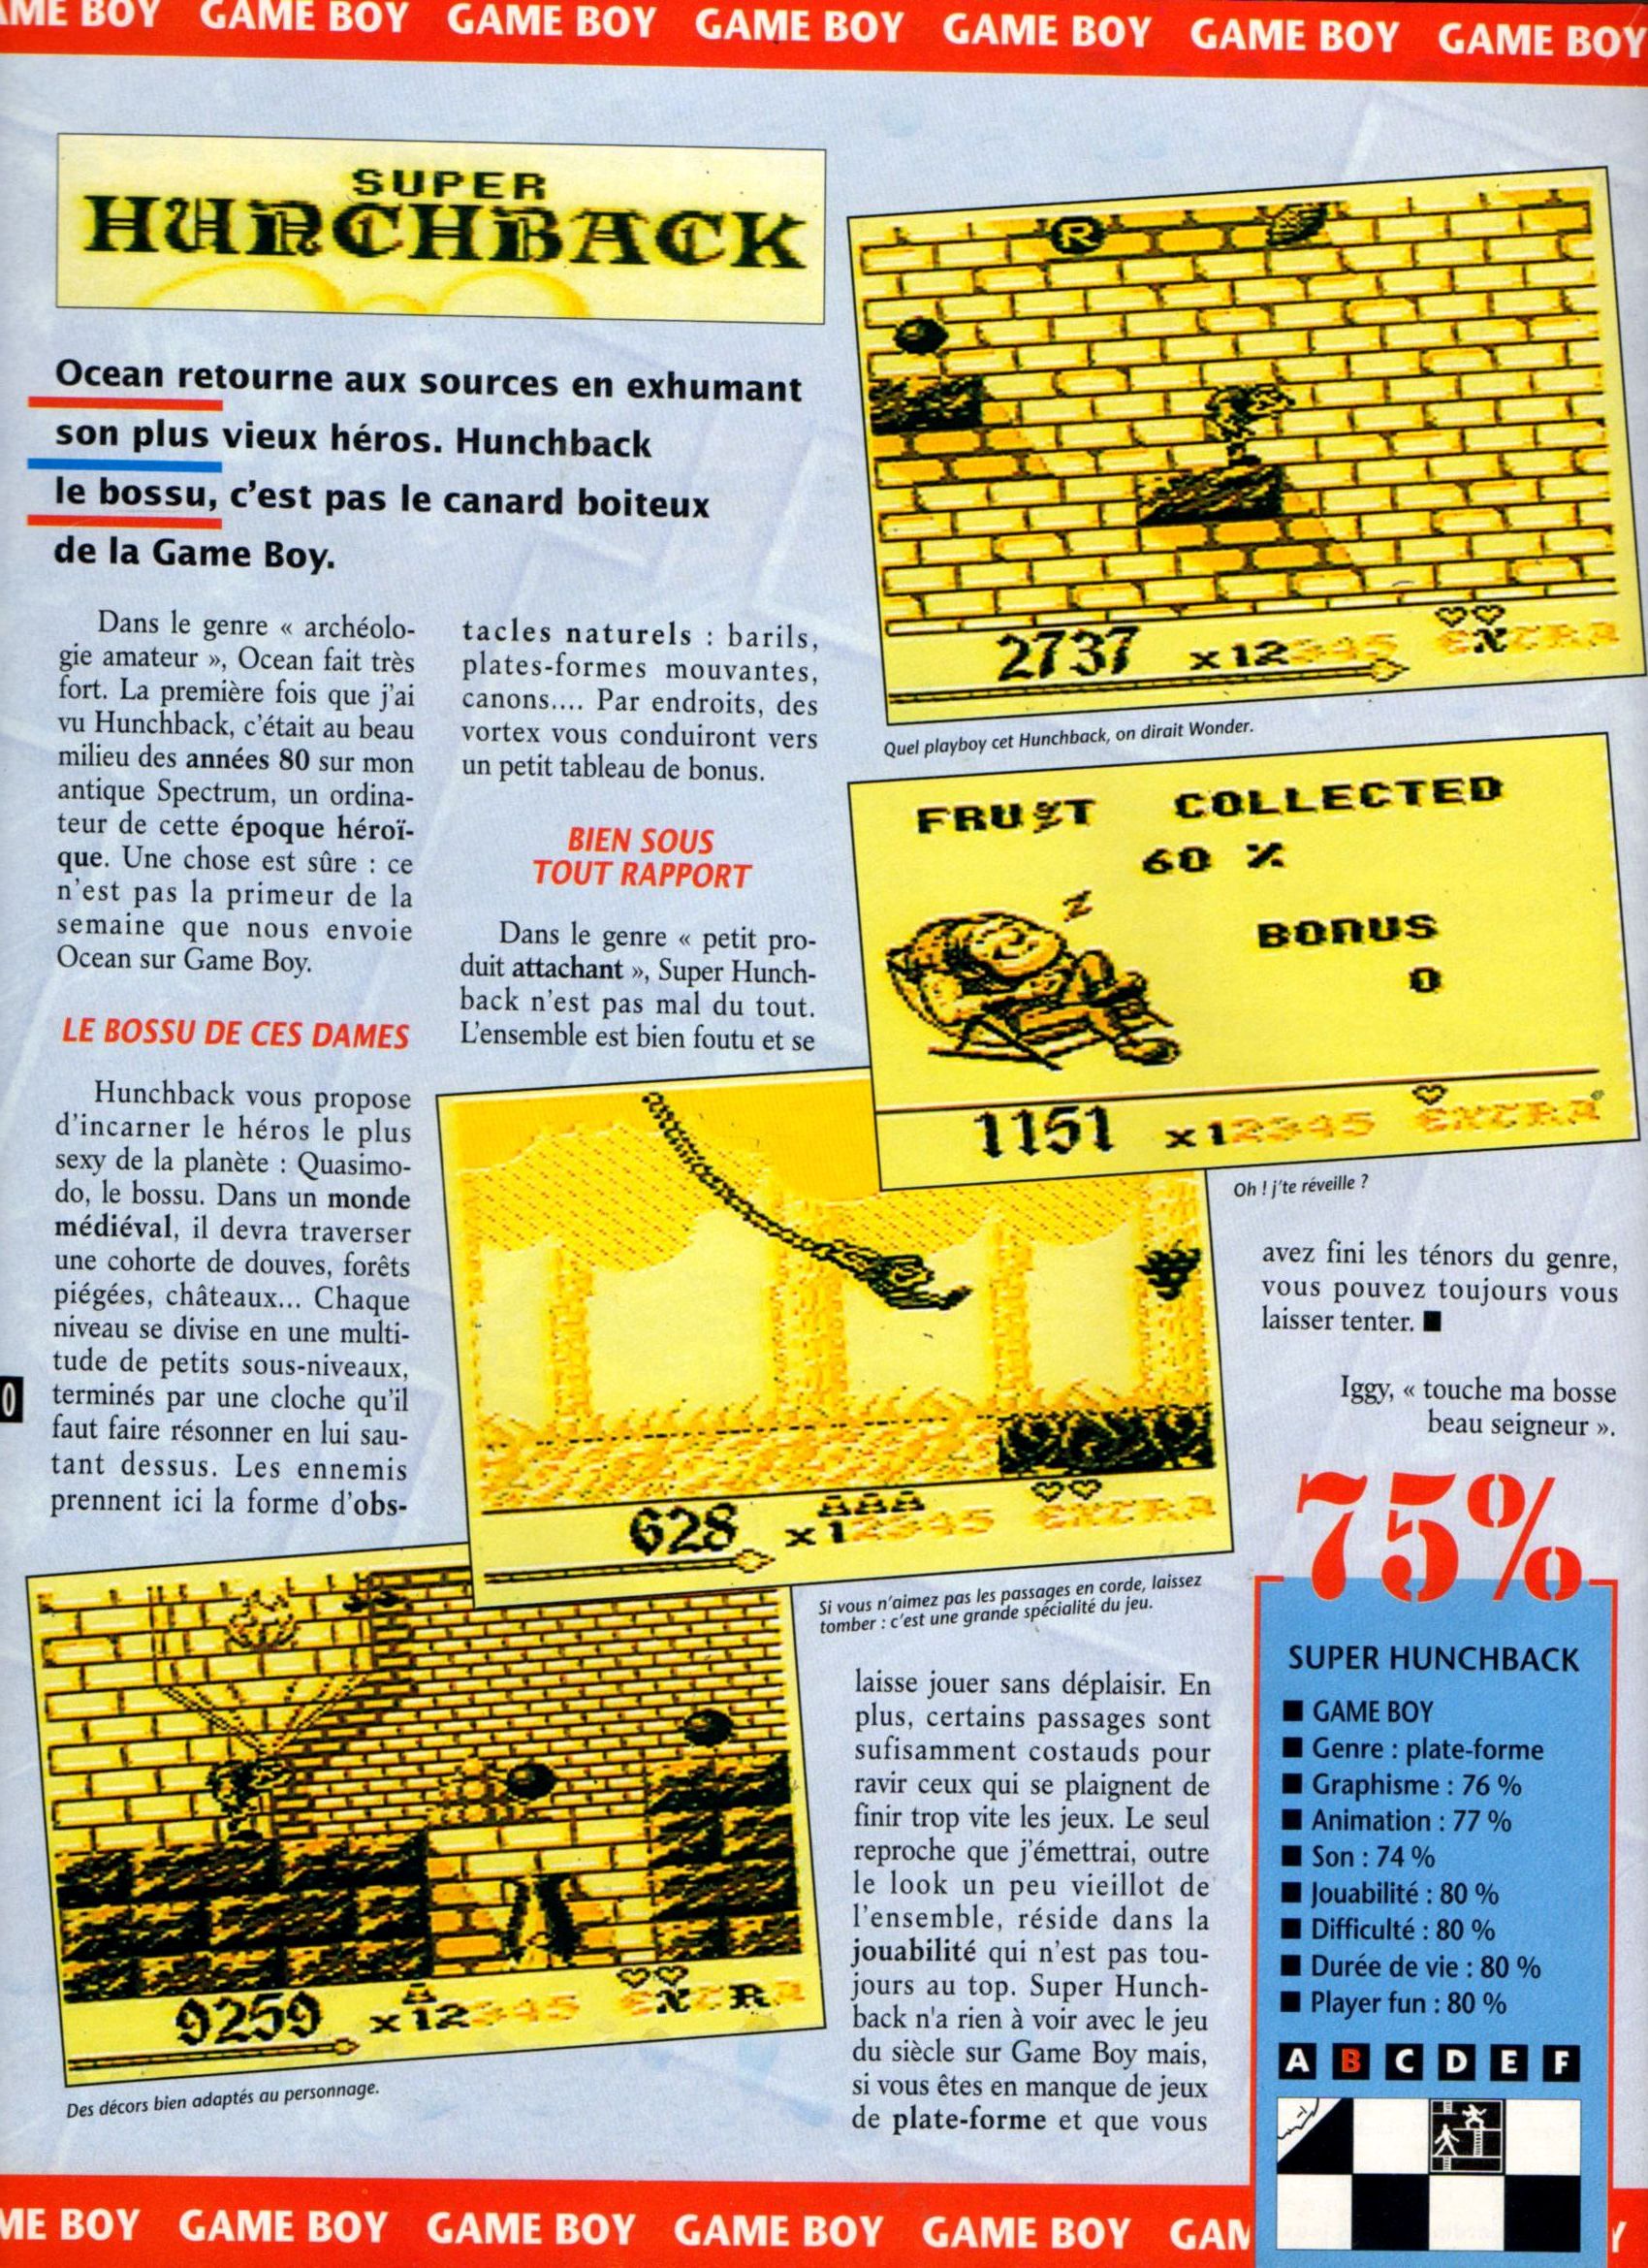 ME BOY GAME BOY GAME BOY GAME BOY GAME BOY GAME BOY GAME BOY
SUPER
HUNCHBACK
Ocean retourne aux sources en exhumant
son plus vieux héros. Hunchback
le bossu, c'est pas le canard boiteux
de la Game Boy.
Dans le genre « archéolo-
gie amateur », Ocean fait très
fort. La première fois que j'ai
vu Hunchback, c'était au beau
milieu des années 80 sur mon
antique Spectrum, un ordina-
teur de cette époque héroï-
que. Une chose est sûre : ce
n'est pas la primeur de la
semaine que nous envoie
Ocean sur Game Boy.
LE BOSSU DE CES DAMES
Hunchback vous propose
d'incarner le héros le plus
sexy de la planète : Quasimo-
do, le bossu. Dans un monde
médiéval, il devra traverser
une cohorte de douves, forêts
piégées, châteaux... Chaque
niveau se divise en une multi-
tude de petits sous-niveaux,
terminés par une cloche qu'il
faut faire résonner en lui sau-
tant dessus. Les ennemis
prennent ici la forme d'obs-
tacles naturels : barils,
plates-formes mouvantes,
canons.... Par endroits, des
vortex vous conduiront vers
un petit tableau de bonus.
BIEN SOUS
TOUT RAPPORT
Dans le genre « petit pro-
duit attachant », Super Hunch-
back n'est pas mal du tout.
L'ensemble est bien foutu et se
laisse jouer sans déplaisir. En
plus, certains passages sont
sufisamment costauds pour
ravir ceux qui se plaignent de
finir trop vite les jeux. Le seul
reproche que j'émettrai, outre
le look un peu vieillot de
l'ensemble, réside dans la
jouabilité qui n'est pas tou-
jours au top. Super Hunch-
back n'a rien à voir avec le jeu
du siècle sur Game Boy mais,
si vous êtes en manque de jeux
de plate-forme et que vous
avez fini les ténors du genre,
vous pouvez toujours vous
laisser tenter. ■
Iggy, « touche ma bosse
beau seigneur ».
R
2737 x12345 EXTRA
Quel playboy cet Hunchback, on dirait Wonder.
FRUIT COLLECTED
60 %
z
BONUS
0
1151 x12345 EXTRA
Oh ! j'te réveille ?
628 x12345 EXTRA
Si vous n'aimez pas les passages en corde, laissez
tomber : c'est une grande spécialité du jeu.
9259 x12345 EXTRA
Des décors bien adaptés au personnage.
0
75%
SUPER HUNCHBACK
■ GAME BOY
■ Genre : plate-forme
■ Graphisme : 76 %
■ Animation : 77 %
■ Son : 74 %
■ Jouabilité : 80 %
■ Difficulté : 80 %
■ Durée de vie : 80 %
■ Player fun : 80 %
A B C D E F
ME BOY GAME BOY GAME BOY GAME BOY GAME BOY GAM Y